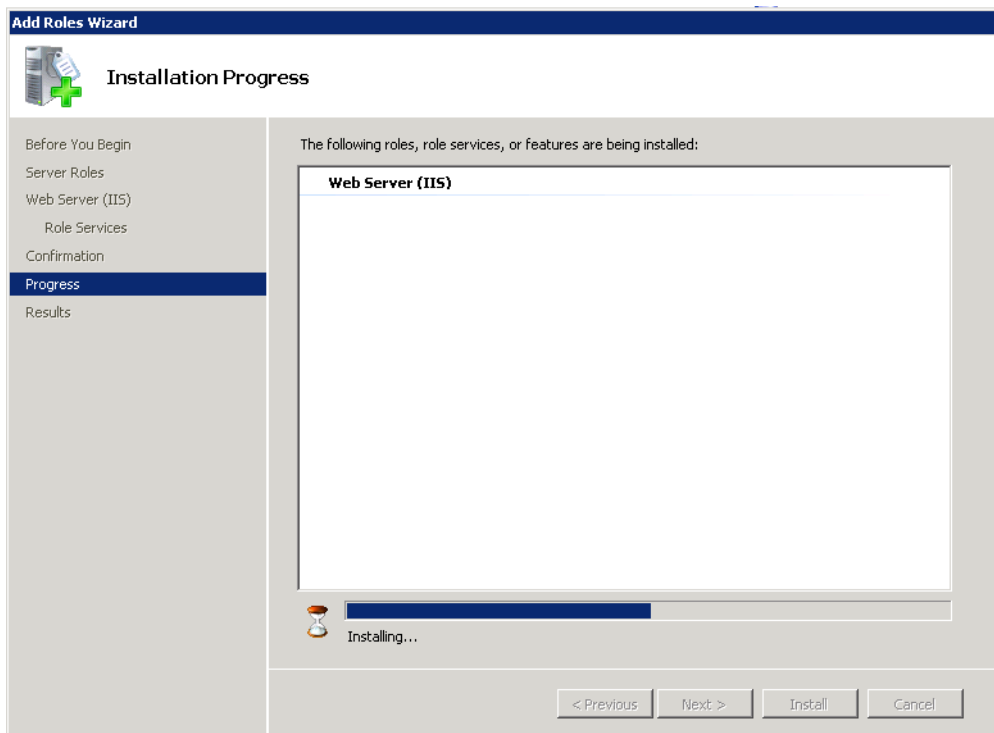 Add Roles Wizard
Installation Progress
Before You Begin
Server Roles
Web Server (IIS)
Role Services
Confirmation
Progress
Results
The following roles, role services, or features are being installed:
Web Server (IIS)
Installing...
< Previous
Next >
Install
Cancel